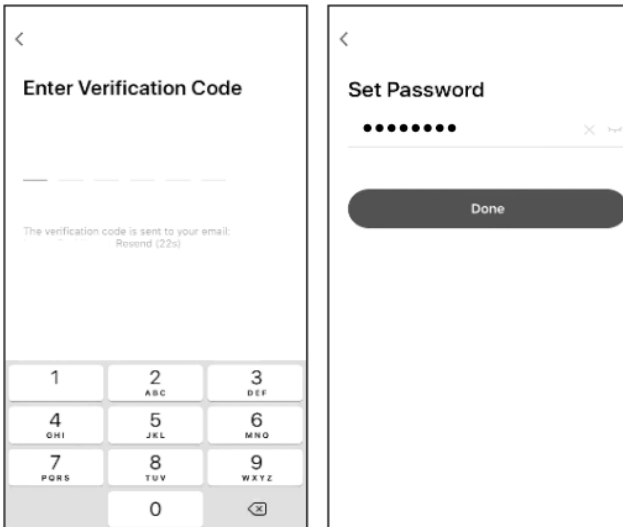 Enter Verification Code
The verification code is sent to your email:
Resend (22s)
1
2
ABC
3
DEF
4
GHI
5
JKL
6
MNO
7
PQRS
8
TUV
9
WXYZ
0
Set Password
••••••••
Done